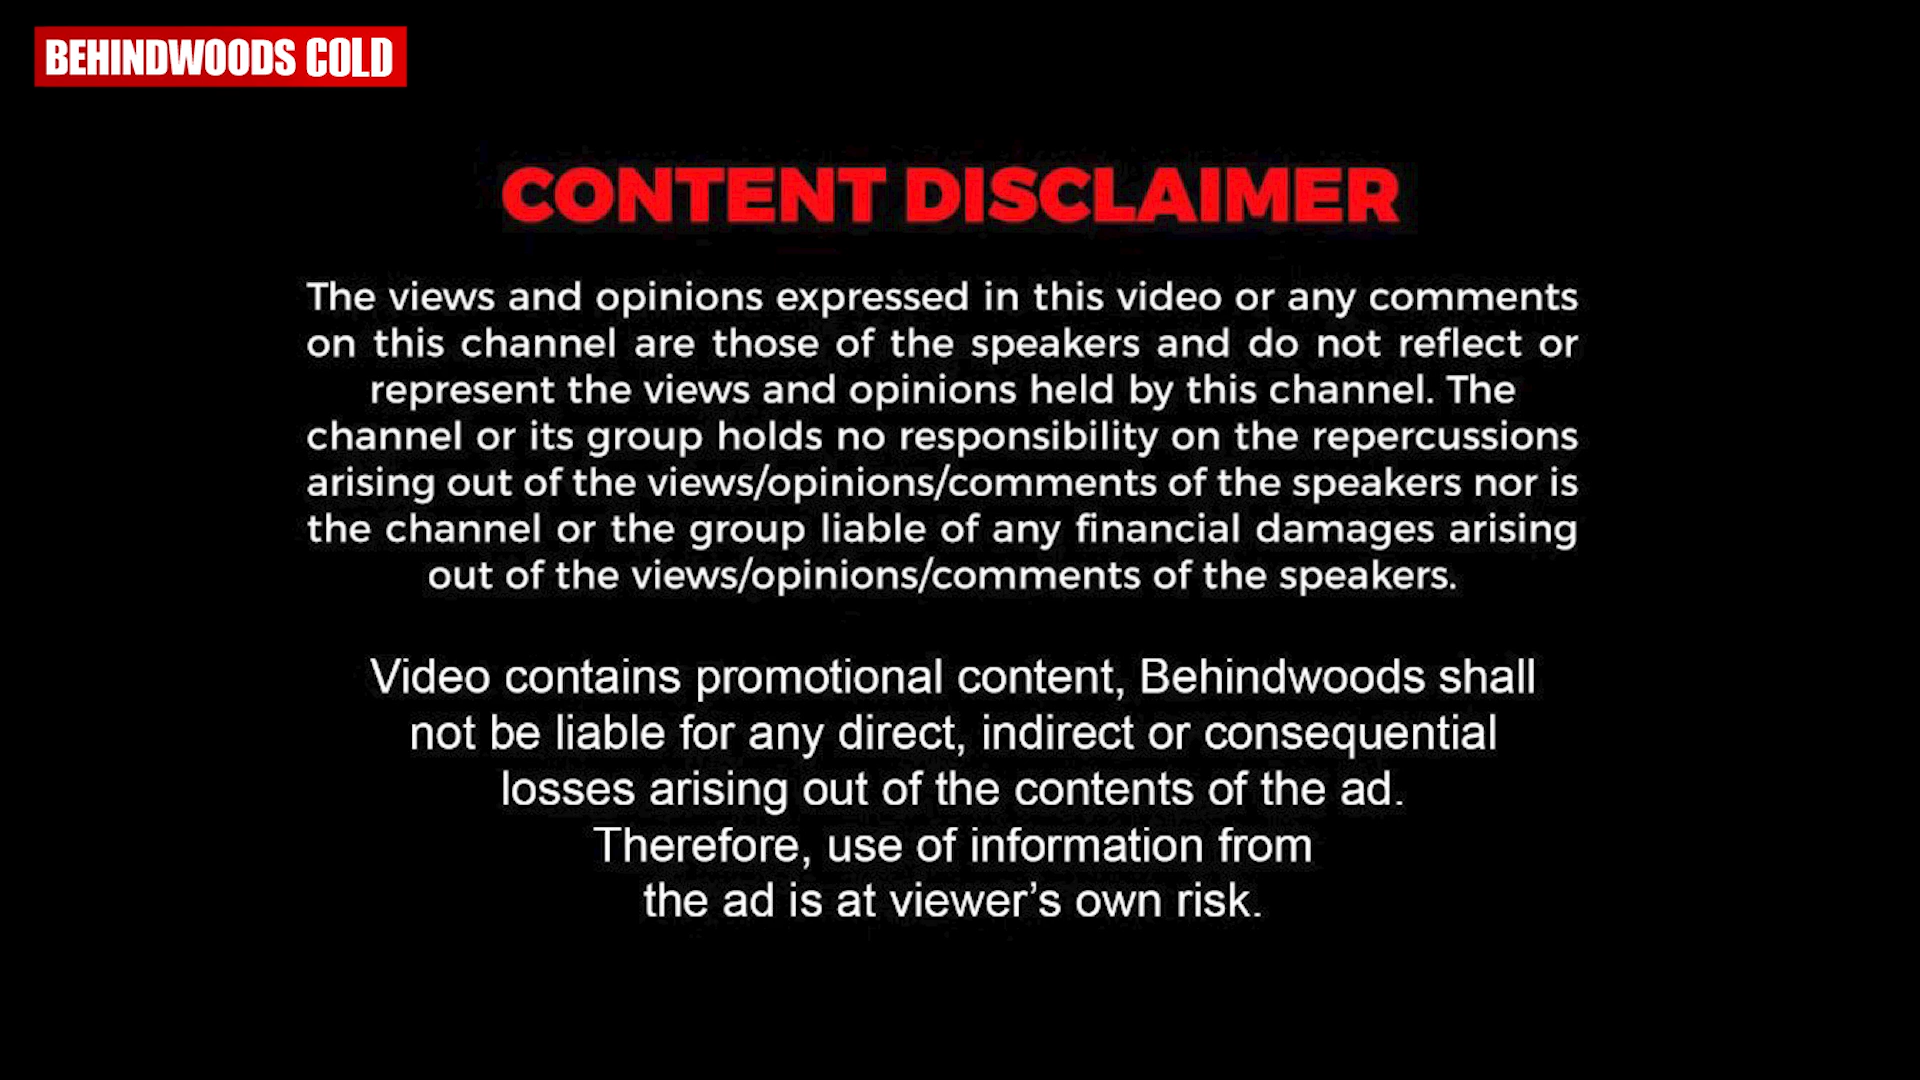 BEHINDWOODS COLD
CONTENT DISCLAIMER
The views and opinions expressed in this video or any comments
on this channel are those of the speakers and do not reflect or
represent the views and opinions held by this channel. The
channel or its group holds no responsibility on the repercussions
arising out of the views/opinions/comments of the speakers nor is
the channel or the group liable of any financial damages arising
out of the views/opinions/comments of the speakers.
Video contains promotional content, Behindwoods shall
not be liable for any direct, indirect or consequential
losses arising out of the contents of the ad.
Therefore, use of information from
the ad is at viewer’s own risk.